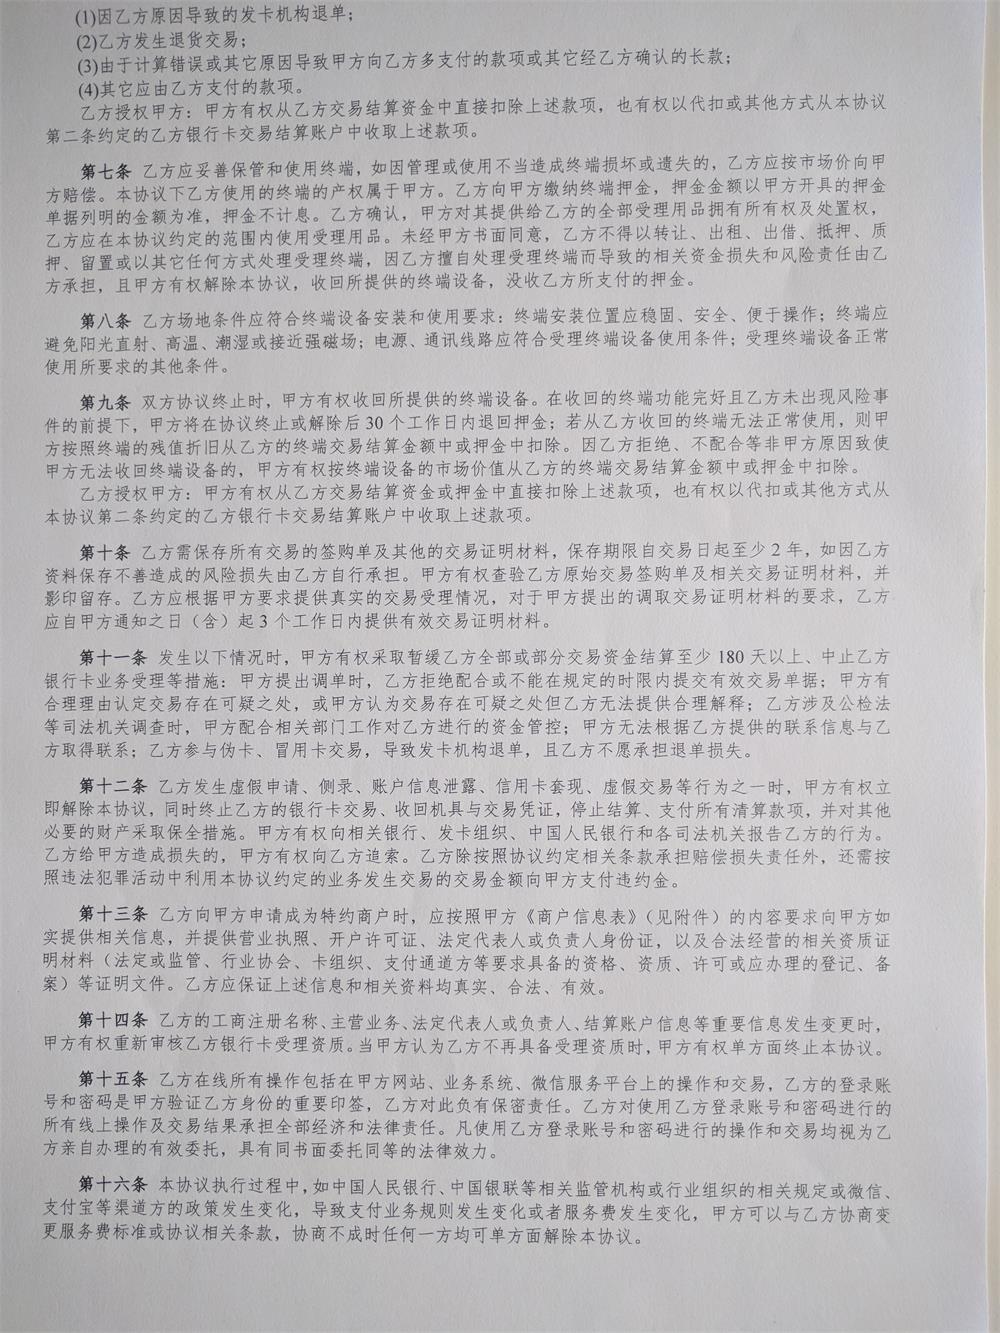 (1)因乙方原因导致的发卡机构退单；
(2)乙方发生退货交易；
(3)由于计算错误或其它原因导致甲方向乙方多支付的款项或其它经乙方确认的长款；
(4)其它应由乙方支付的款项。
乙方授权甲方：甲方有权从乙方交易结算资金中直接扣除上述款项，也有权以代扣或其他方式从本协议
第二条约定的乙方银行卡交易结算账户中收取上述款项。
第七条 乙方应妥善保管和使用终端，如因管理或使用不当造成终端损坏或遗失的，乙方应按市场价向甲
方赔偿。本协议下乙方使用的终端的产权属于甲方。乙方向甲方缴纳终端押金，押金金额以甲方开具的押金
单据列明的金额为准，押金不计息。乙方确认，甲方对其提供给乙方的全部受理用品拥有所有权及处置权，
乙方应在本协议约定的范围内使用受理用品。未经甲方书面同意，乙方不得以转让、出租、出借、抵押、质
押、留置或以其它任何方式处理受理终端，因乙方擅自处理受理终端而导致的相关资金损失和风险责任由乙
方承担，且甲方有权解除本协议，收回所提供的终端设备，没收乙方所支付的押金。
第八条 乙方场地条件应符合终端设备安装和使用要求：终端安装位置应稳固、安全、便于操作；终端应
避免阳光直射、高温、潮湿或接近强磁场；电源、通讯线路应符合受理终端设备使用条件；受理终端设备正常
使用所要求的其他条件。
第九条 双方协议终止时，甲方有权收回所提供的终端设备。在收回的终端功能完好且乙方未出现风险事
件的前提下，甲方将在协议终止或解除后 30 个工作日内退回押金；若从乙方收回的终端无法正常使用，则甲
方按照终端的残值折旧从乙方的终端交易结算金额中或押金中扣除。因乙方拒绝、不配合等非甲方原因致使
甲方无法收回终端设备的，甲方有权按终端设备的市场价值从乙方的终端交易结算金额中或押金中扣除。
乙方授权甲方：甲方有权从乙方交易结算资金或押金中直接扣除上述款项，也有权以代扣或其他方式从
本协议第二条约定的乙方银行卡交易结算账户中收取上述款项。
第十条 乙方需保存所有交易的签购单及其他的交易证明材料，保存期限自交易日起至少 2 年，如因乙方
资料保存不善造成的风险损失由乙方自行承担。甲方有权查验乙方原始交易签购单及相关交易证明材料，并
影印留存。乙方应根据甲方要求提供真实的交易受理情况，对于甲方提出的调取交易证明材料的要求，乙方
应自甲方通知之日（含）起 3 个工作日内提供有效交易证明材料。
第十一条 发生以下情况时，甲方有权采取暂缓乙方全部或部分交易资金结算至少 180 天以上、中止乙方
银行卡业务受理等措施：甲方提出调单时，乙方拒绝配合或不能在规定的时限内提交有效交易单据；甲方有
合理理由认定交易存在可疑之处，或甲方认为交易存在可疑之处但乙方无法提供合理解释；乙方涉及公检法
等司法机关调查时，甲方配合相关部门工作对乙方进行的资金管控；甲方无法根据乙方提供的联系信息与乙
方取得联系；乙方参与伪卡、冒用卡交易，导致发卡机构退单，且乙方不愿承担退单损失。
第十二条 乙方发生虚假申请、侧录、账户信息泄露、信用卡套现、虚假交易等行为之一时，甲方有权立
即解除本协议，同时终止乙方的银行卡交易、收回机具与交易凭证，停止结算、支付所有清算款项，并对其他
必要的财产采取保全措施。甲方有权向相关银行、发卡组织、中国人民银行和各司法机关报告乙方的行为。
乙方给甲方造成损失的，甲方有权向乙方追索。乙方除按照协议约定相关条款承担赔偿损失责任外，还需按
照违法犯罪活动中利用本协议约定的业务发生交易的交易金额向甲方支付违约金。
第十三条 乙方向甲方申请成为特约商户时，应按照甲方《商户信息表》（见附件）的内容要求向甲方如
实提供相关信息，并提供营业执照、开户许可证、法定代表人或负责人身份证，以及合法经营的相关资质证
明材料（法定或监管、行业协会、卡组织、支付通道方等要求具备的资格、资质、许可或应办理的登记、备
案）等证明文件。乙方应保证上述信息和相关资料均真实、合法、有效。
第十四条 乙方的工商注册名称、主营业务、法定代表人或负责人、结算账户信息等重要信息发生变更时，
甲方有权重新审核乙方银行卡受理资质。当甲方认为乙方不再具备受理资质时，甲方有权单方面终止本协议。
第十五条 乙方在线所有操作包括在甲方网站、业务系统、微信服务平台上的操作和交易，乙方的登录账
号和密码是甲方验证乙方身份的重要印签，乙方对此负有保密责任。乙方对使用乙方登录账号和密码进行的
所有线上操作及交易结果承担全部经济和法律责任。凡使用乙方登录账号和密码进行的操作和交易均视为乙
方亲自办理的有效委托，具有同书面委托同等的法律效力。
第十六条 本协议执行过程中，如中国人民银行、中国银联等相关监管机构或行业组织的相关规定或微信、
支付宝等渠道方的政策发生变化，导致支付业务规则发生变化或者服务费发生变化，甲方可以与乙方协商变
更服务费标准或协议相关条款，协商不成时任何一方均可单方面解除本协议。